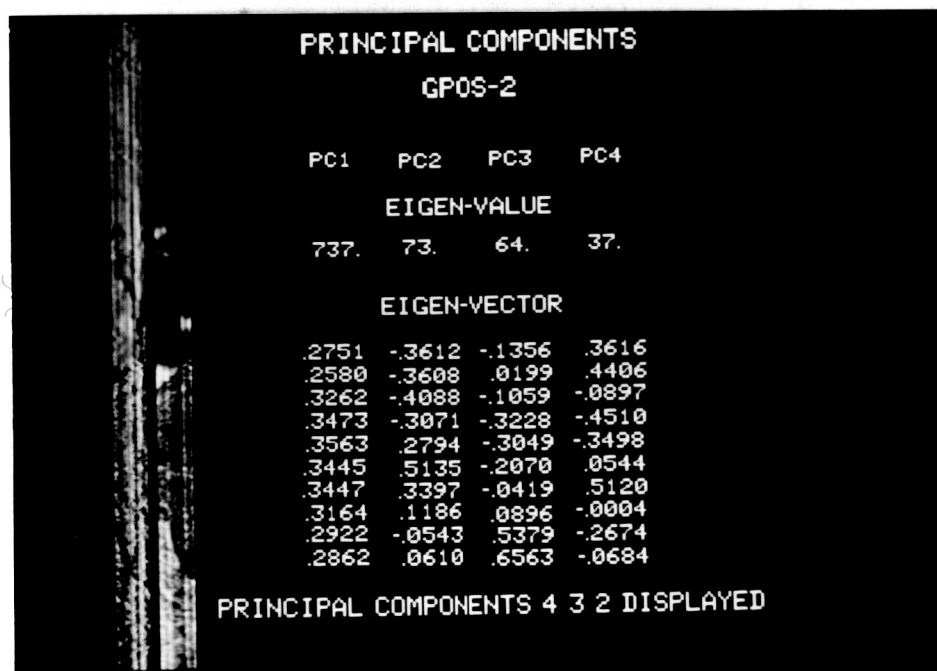 PRINCIPAL COMPONENTS
GPOS-2
PC1 PC2 PC3 PC4
EIGEN-VALUE
737. 73. 64. 37.
EIGEN-VECTOR
.2751 -.3612 -.1356 .3616
.2580 -.3608 .0199 .4406
.3262 -.4088 -.1059 -.0897
.3473 -.3071 -.3228 -.4510
.3563 .2794 -.3049 -.3498
.3445 .5135 -.2070 .0544
.3447 .3397 -.0419 .5120
.3164 .1186 .0896 -.0004
.2922 -.0543 .5379 -.2674
.2862 .0610 .6563 -.0684
PRINCIPAL COMPONENTS 4 3 2 DISPLAYED